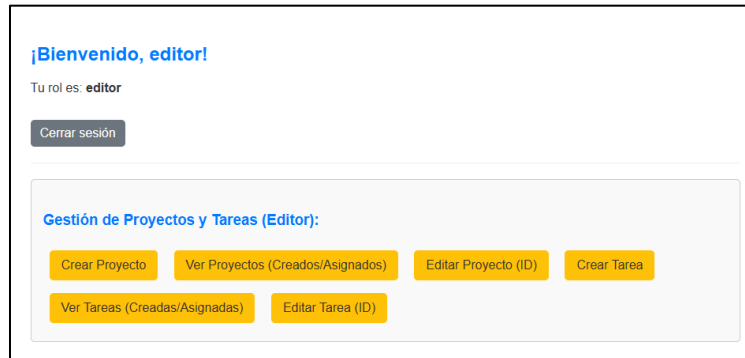 ¡Bienvenido, editor!
Tu rol es: editor
Cerrar sesión
Gestión de Proyectos y Tareas (Editor):
Crear Proyecto Ver Proyectos (Creados/Asignados) Editar Proyecto (ID) Crear Tarea
Ver Tareas (Creadas/Asignadas) Editar Tarea (ID)